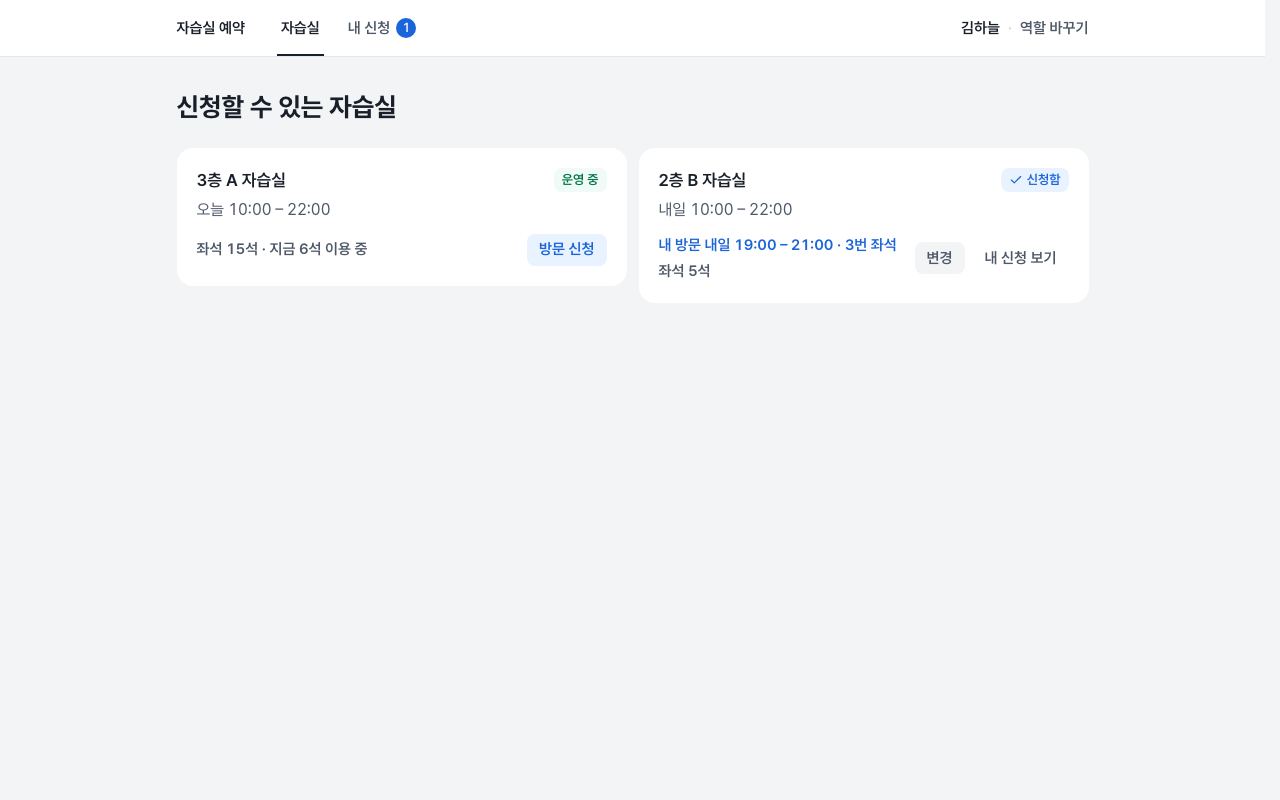 자습실 예약 자습실 내 신청 1 김하늘 · 역할 바꾸기
신청할 수 있는 자습실
3층 A 자습실 운영 중
오늘 10:00 – 22:00
좌석 15석 · 지금 6석 이용 중 방문 신청
2층 B 자습실 신청함
내일 10:00 – 22:00
내 방문 내일 19:00 – 21:00 · 3번 좌석
좌석 5석
변경 내 신청 보기